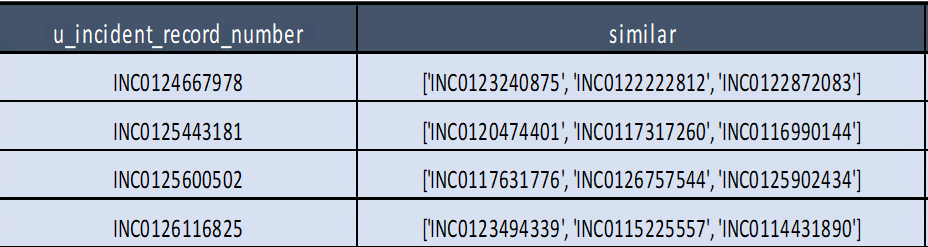 u_incident_record_number similar
INC0124667978 ['INC0123240875', 'INC0122222812', 'INC0122872083']
INC0125443181 ['INC0120474401', 'INC0117317260', 'INC0116990144']
INC0125600502 ['INC0117631776', 'INC0126757544', 'INC0125902434']
INC0126116825 ['INC0123494339', 'INC0115225557', 'INC0114431890']